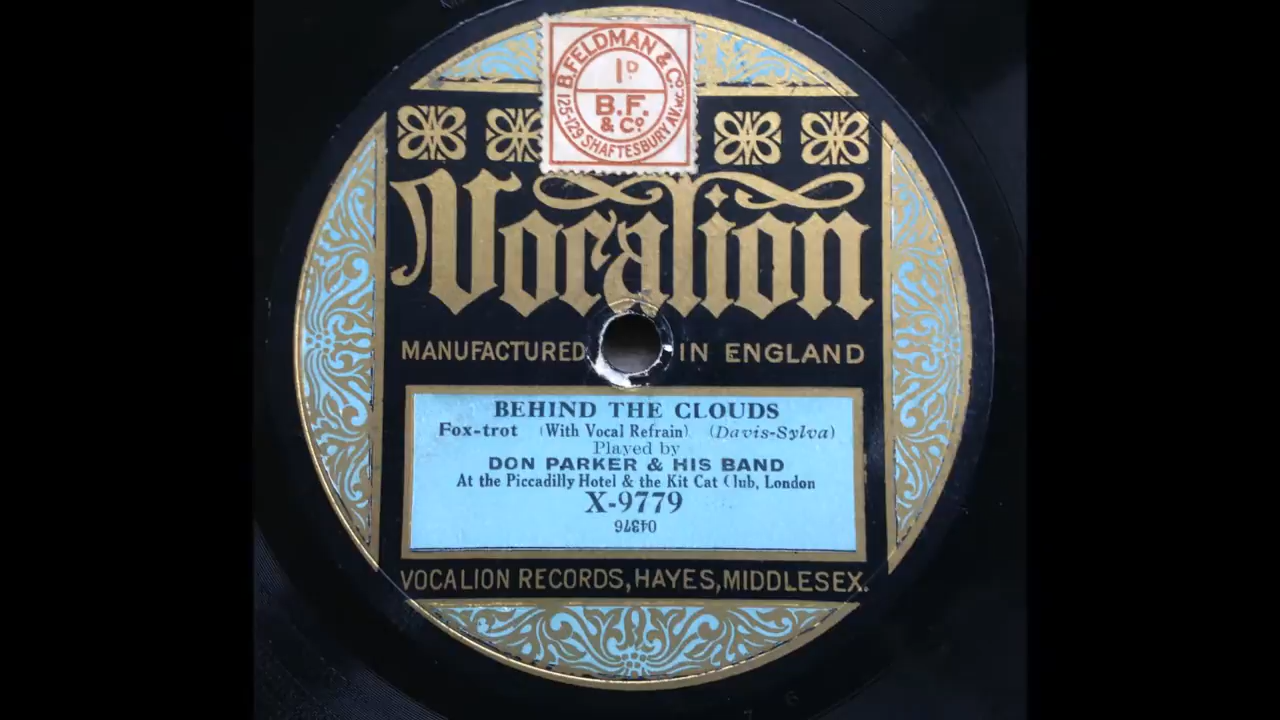 B. FELDMAN & Co.
1D
B.F.
& Co.
125-129 SHAFTESBURY AV. W.C.
Vocalion
MANUFACTURED IN ENGLAND
BEHIND THE CLOUDS
Fox-trot (With Vocal Refrain) (Davis-Sylva)
Played by
DON PARKER & HIS BAND
At the Piccadilly Hotel & the Kit Cat Club, London
X-9779
04376
VOCALION RECORDS, HAYES, MIDDLESEX.